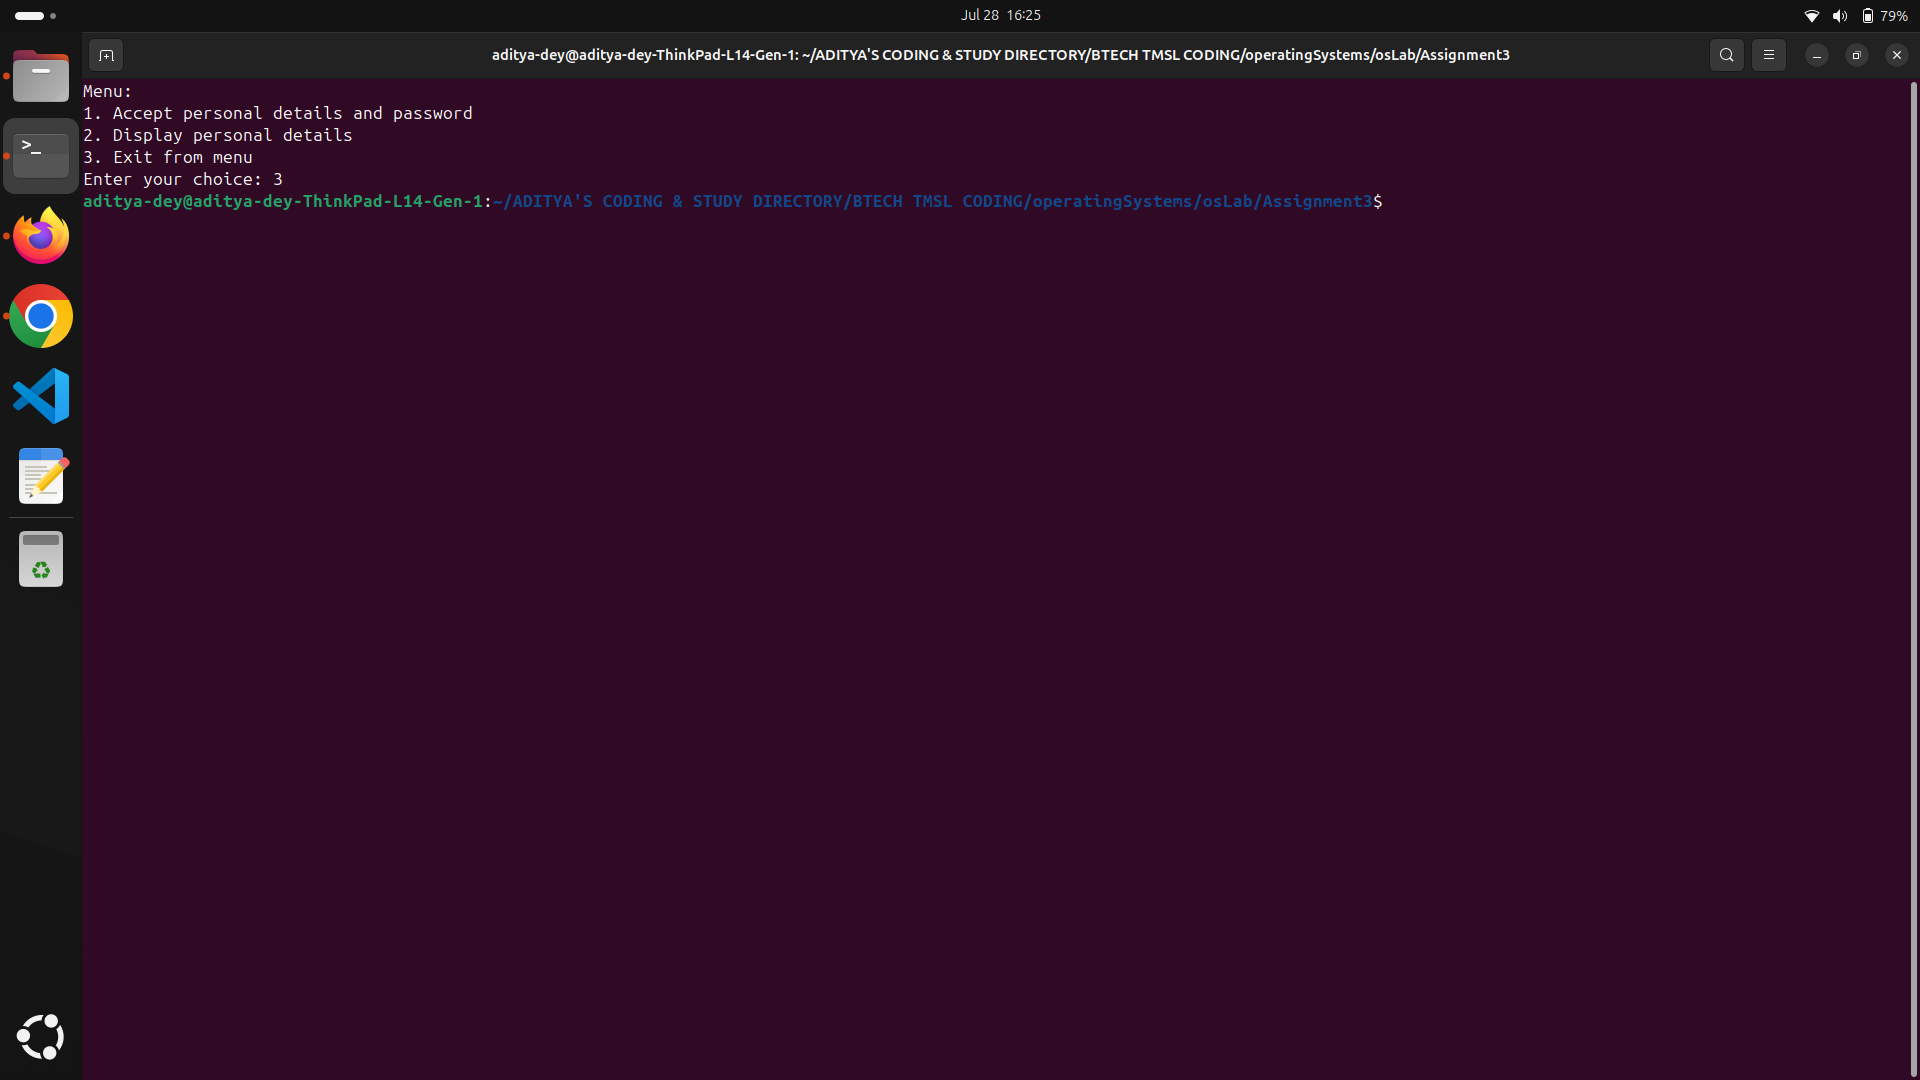 Jul 28 16:25
79%
aditya-dey@aditya-dey-ThinkPad-L14-Gen-1: ~/ADITYA'S CODING & STUDY DIRECTORY/BTECH TMSL CODING/operatingSystems/osLab/Assignment3
Menu:
1. Accept personal details and password
2. Display personal details
3. Exit from menu
Enter your choice: 3
aditya-dey@aditya-dey-ThinkPad-L14-Gen-1:~/ADITYA'S CODING & STUDY DIRECTORY/BTECH TMSL CODING/operatingSystems/osLab/Assignment3$